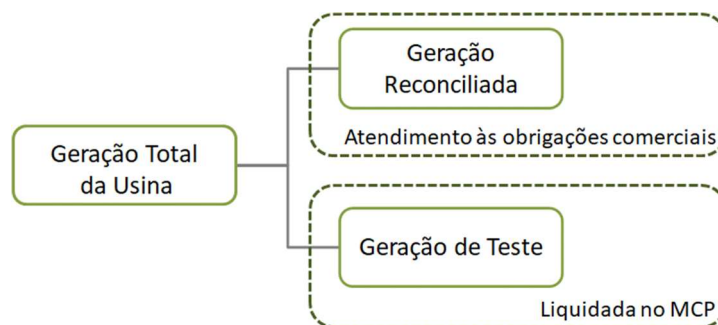 Geração Total
da Usina
Geração
Reconciliada
Atendimento às obrigações comerciais
Geração de Teste
Liquidada no MCP